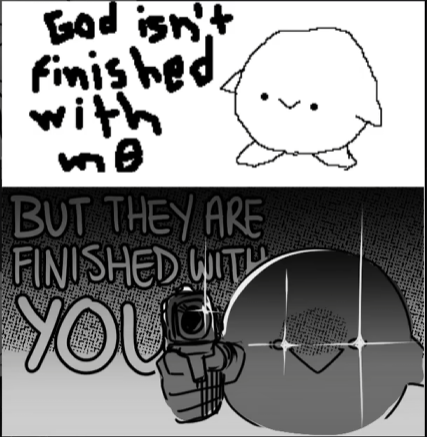 God isn't
finished
with
me
BUT THEY ARE
FINISHED WITH
YOU